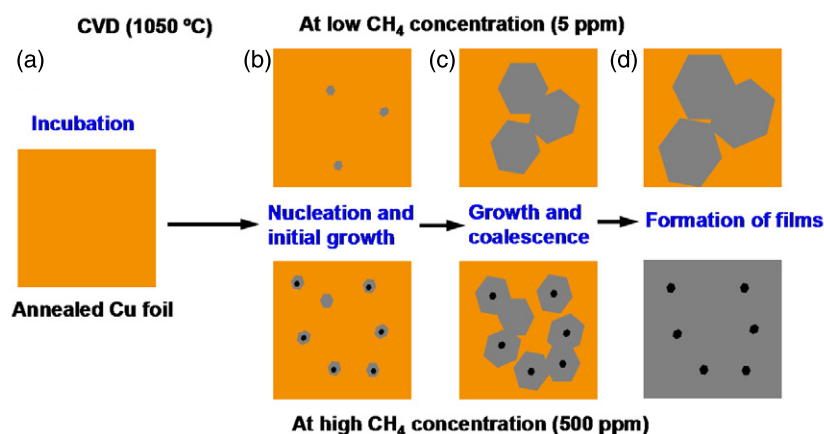 CVD (1050 ºC)
At low CH4 concentration (5 ppm)
(a)
(b)
(c)
(d)
Incubation
Annealed Cu foil
Nucleation and
initial growth
Growth and
coalescence
Formation of films
At high CH4 concentration (500 ppm)